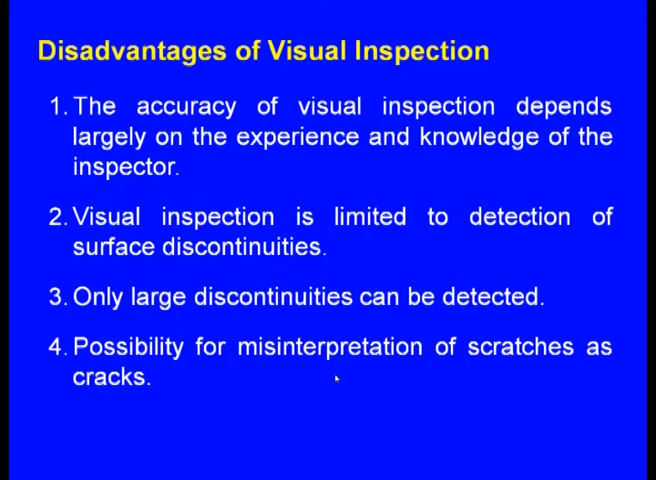 Disadvantages of Visual Inspection
1. The accuracy of visual inspection depends
largely on the experience and knowledge of the
inspector.
2. Visual inspection is limited to detection of
surface discontinuities.
3. Only large discontinuities can be detected.
4. Possibility for misinterpretation of scratches as
cracks.